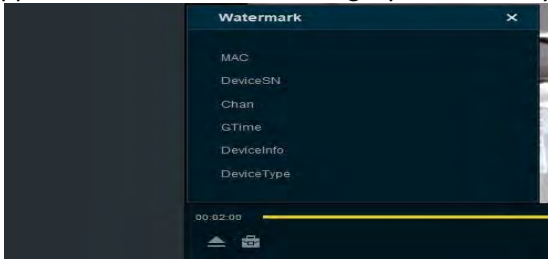 Watermark
MAC
DeviceSN
Chan
GTime
DeviceInfo
DeviceType
00:02:00